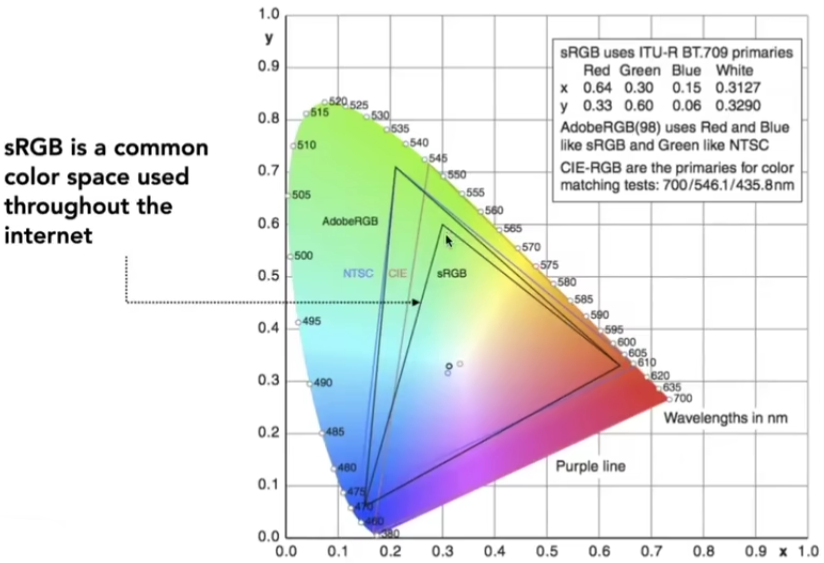 sRGB is a common
color space used
throughout the
internet
y
1.0
0.9
0.8
0.7
0.6
0.5
0.4
0.3
0.2
0.1
0.0
sRGB uses ITU-R BT.709 primaries
Red Green Blue White
x 0.64 0.30 0.15 0.3127
y 0.33 0.60 0.06 0.3290
AdobeRGB(98) uses Red and Blue
like sRGB and Green like NTSC
CIE-RGB are the primaries for color
matching tests: 700/546.1/435.8nm
520
525
515
530
535
510
540
545
550
505
555
560
565
570
500
575
580
585
495
590
595
600
605
610
490
620
635
700
485
480
475
470
460
380
AdobeRGB
NTSC
CIE
sRGB
Wavelengths in nm
Purple line
0.0 0.1 0.2 0.3 0.4 0.5 0.6 0.7 0.8 0.9 x 1.0